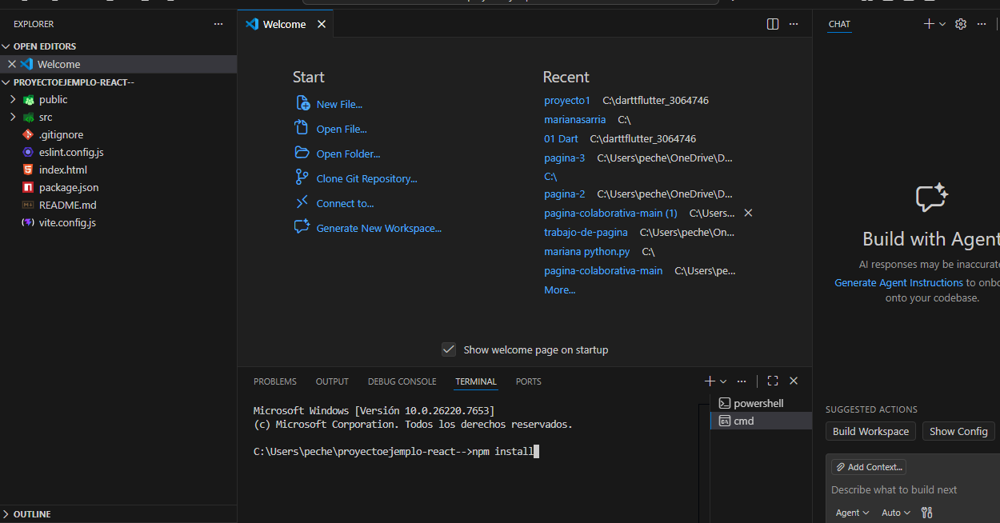 EXPLORER
OPEN EDITORS
Welcome
PROYECTOEJEMPLO-REACT--
public
src
.gitignore
eslint.config.js
index.html
package.json
README.md
vite.config.js
OUTLINE
Welcome
Start
New File...
Open File...
Open Folder...
Clone Git Repository...
Connect to...
Generate New Workspace...
Recent
proyecto1 C:\darttflutter_3064746
marianasarria C:\
01 Dart C:\darttflutter_3064746
pagina-3 C:\Users\peche\OneDrive\D...
C:\
pagina-2 C:\Users\peche\OneDrive\D...
pagina-colaborativa-main (1) C:\Users...
trabajo-de-pagina C:\Users\peche\On...
mariana python.py C:\
pagina-colaborativa-main C:\Users\pe...
More...
Show welcome page on startup
PROBLEMS OUTPUT DEBUG CONSOLE TERMINAL PORTS
Microsoft Windows [Versión 10.0.26220.7653]
(c) Microsoft Corporation. Todos los derechos reservados.
C:\Users\peche\proyectoejemplo-react-->npm install
powershell
cmd
CHAT
Build with Agent
AI responses may be inaccurate
Generate Agent Instructions to onbo
onto your codebase.
SUGGESTED ACTIONS
Build Workspace Show Config
Add Context...
Describe what to build next
Agent Auto